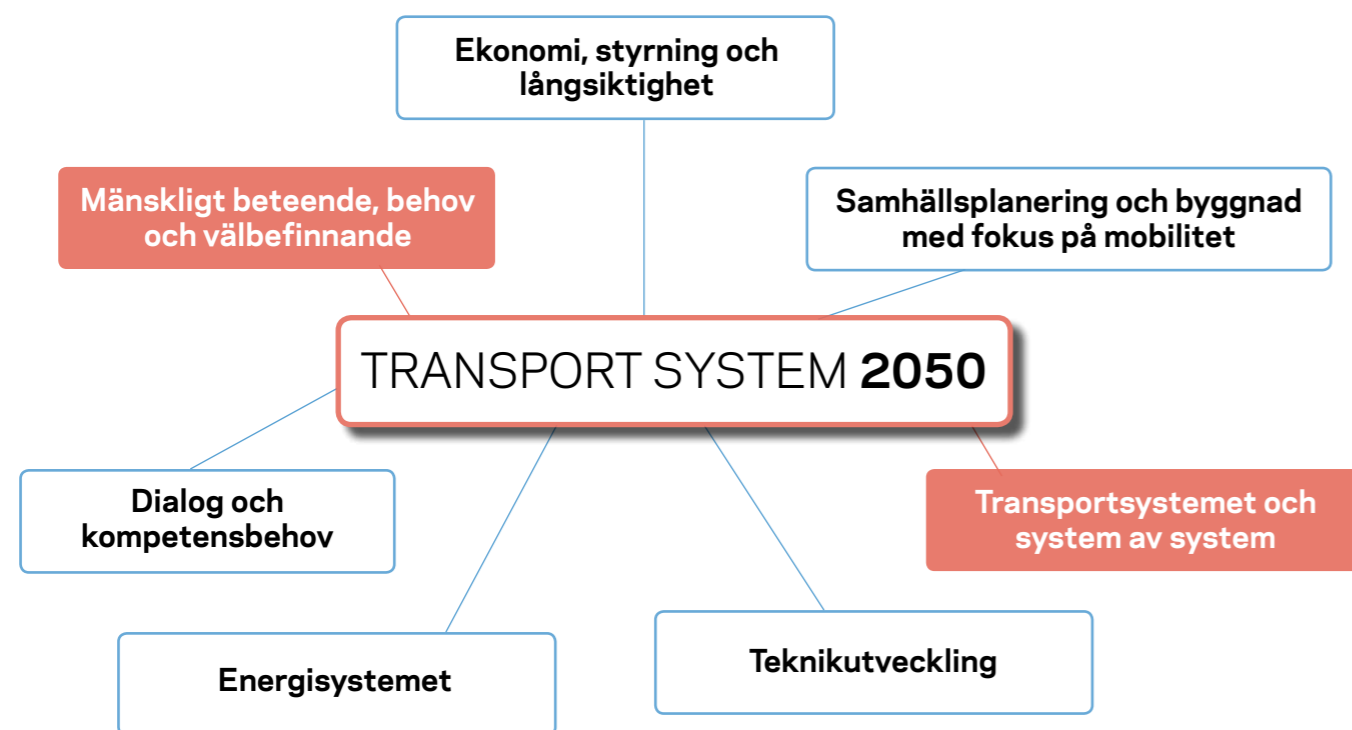 Ekonomi, styrning och
långsiktighet
Mänskligt beteende, behov
och välbefinnande
Samhällsplanering och byggnad
med fokus på mobilitet
TRANSPORT SYSTEM 2050
Dialog och
kompetensbehov
Transportsystemet och
system av system
Energisystemet
Teknikutveckling